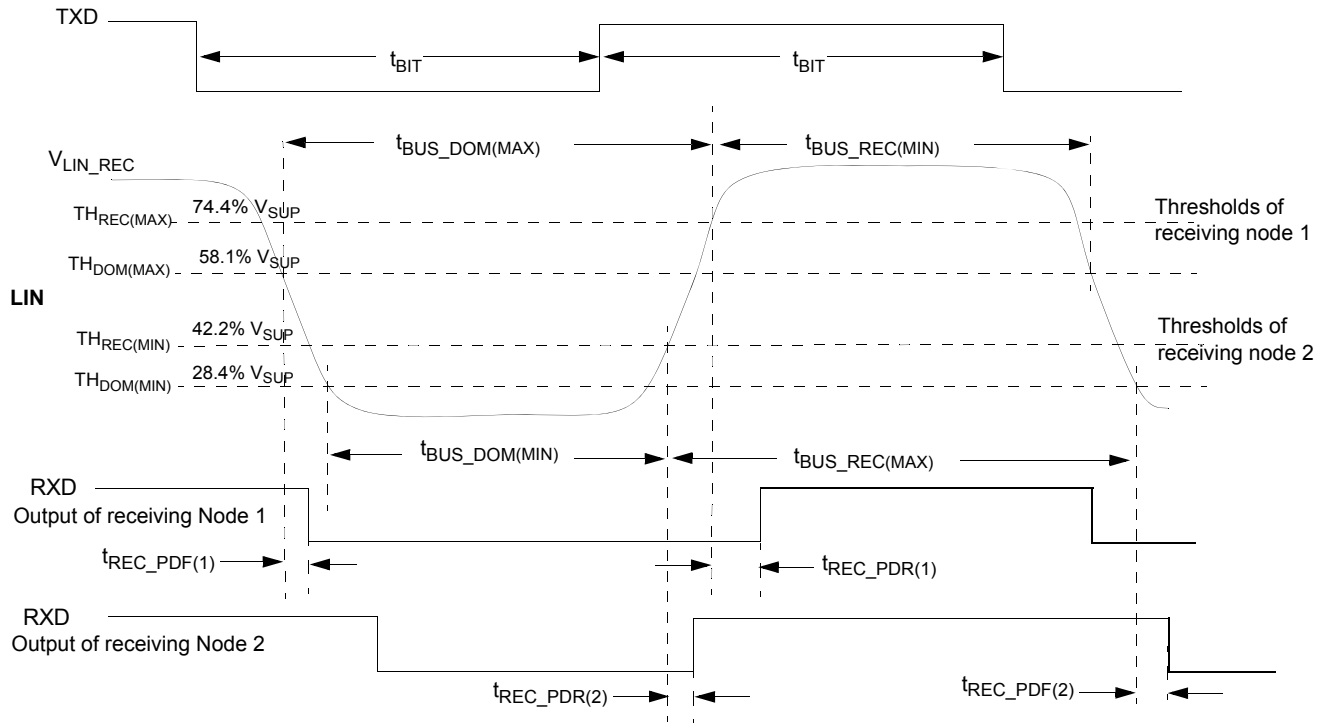 TXD
tBIT tBIT
tBUS_DOM(MAX) tBUS_REC(MIN)
VLIN_REC
THREC(MAX) 74.4% VSUP
Thresholds of
receiving node 1
THDOM(MAX) 58.1% VSUP
LIN
THREC(MIN) 42.2% VSUP
Thresholds of
receiving node 2
THDOM(MIN) 28.4% VSUP
tBUS_DOM(MIN) tBUS_REC(MAX)
RXD
Output of receiving Node 1
tREC_PDF(1) tREC_PDR(1)
RXD
Output of receiving Node 2
tREC_PDR(2) tREC_PDF(2)